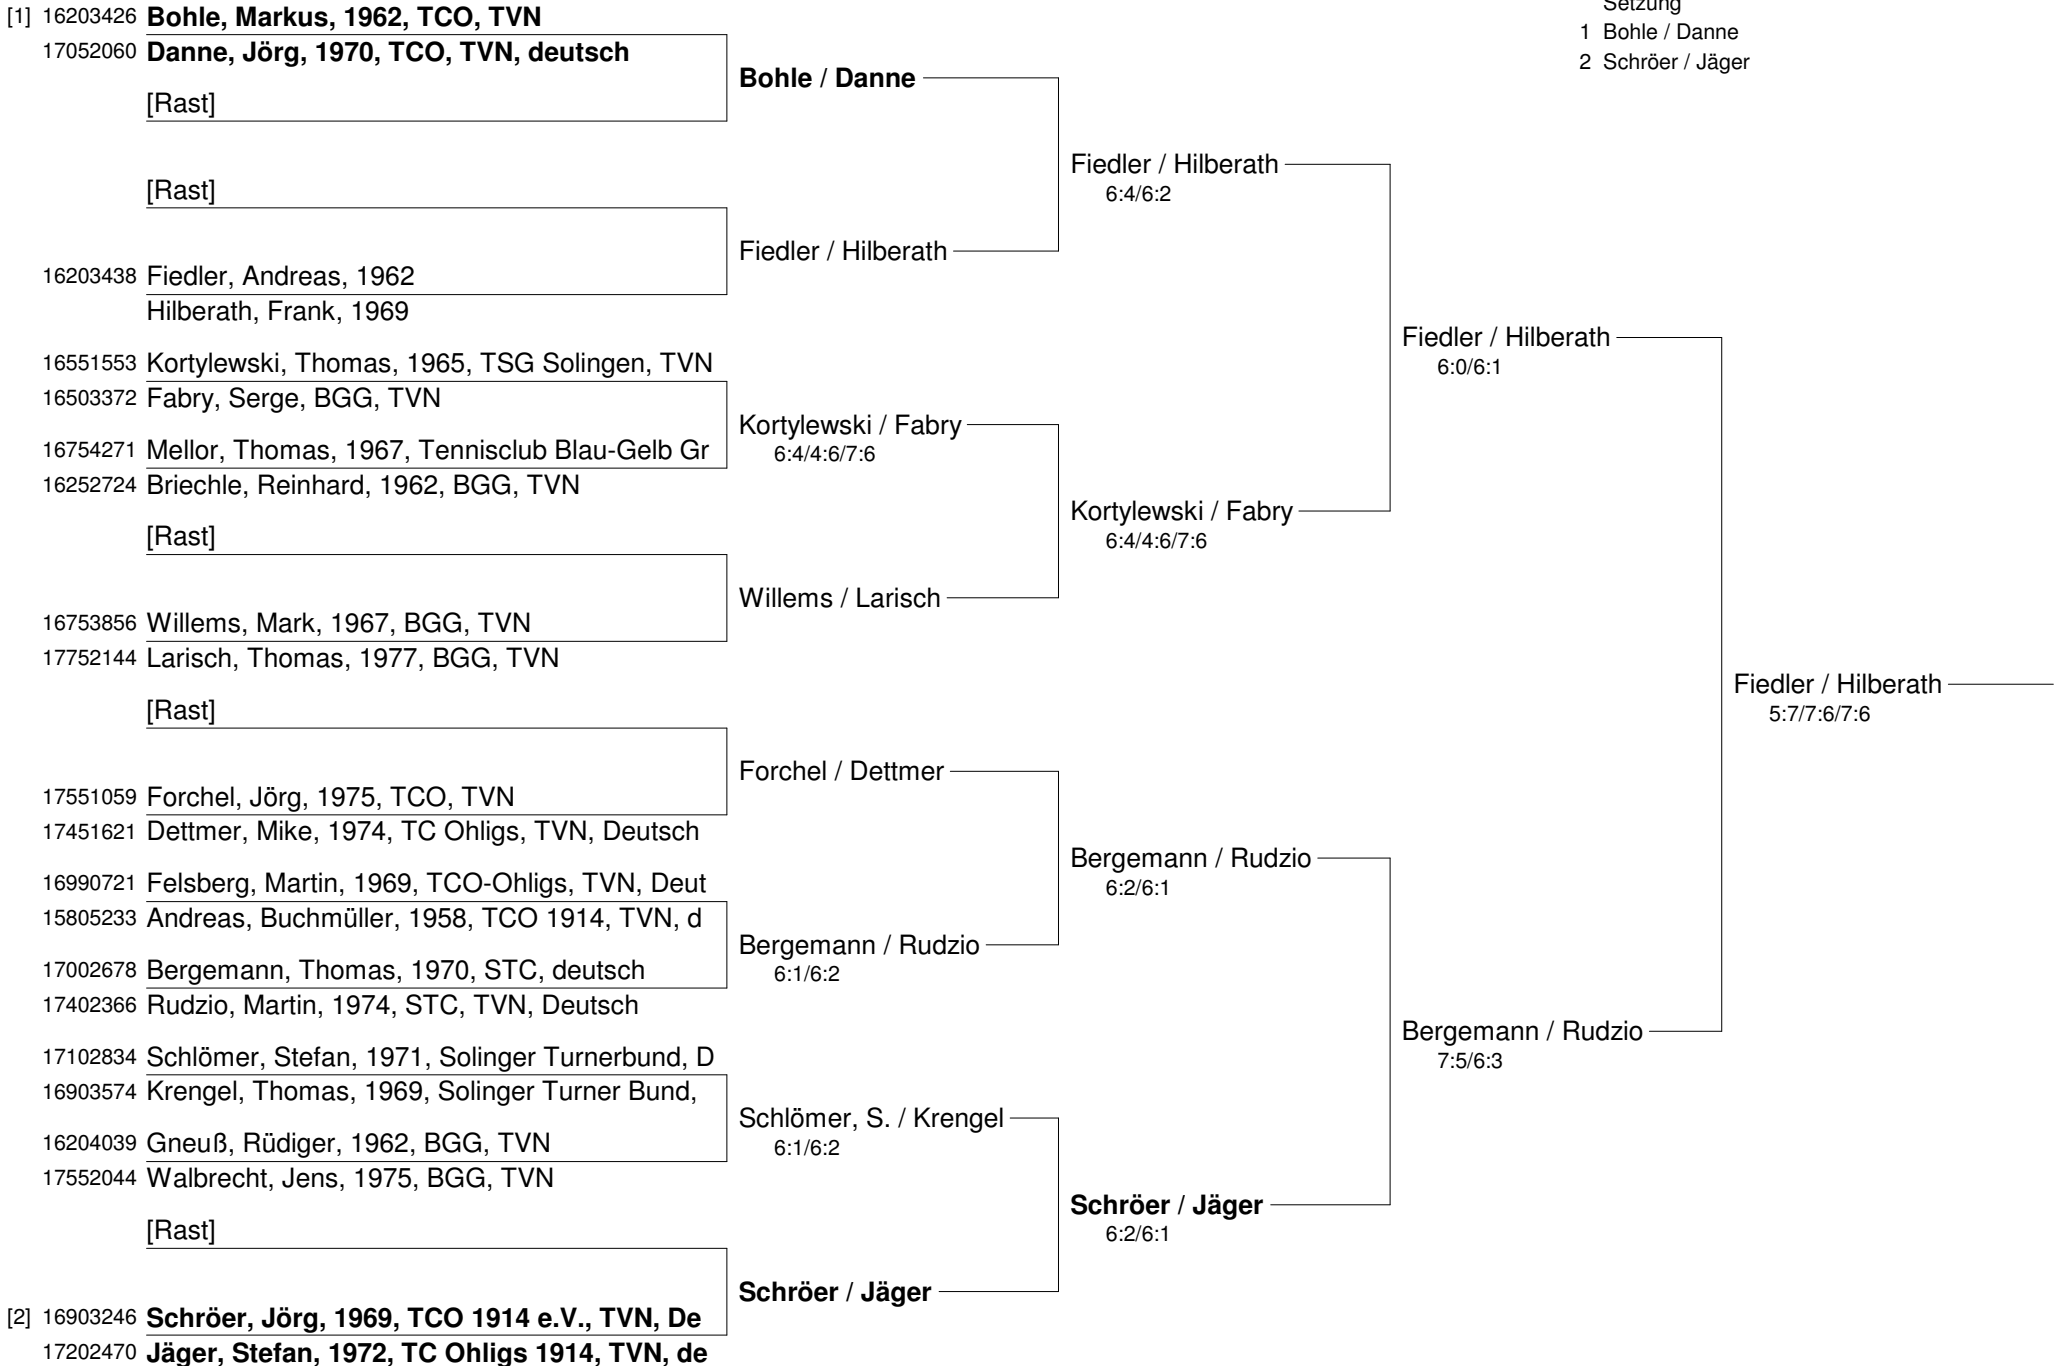 Setzung
1 Bohle / Danne
2 Schröer / Jäger
[1] 16203426 Bohle, Markus, 1962, TCO, TVN
17052060 Danne, Jörg, 1970, TCO, TVN, deutsch
Bohle / Danne
[Rast]
Fiedler / Hilberath
6:4/6:2
[Rast]
Fiedler / Hilberath
16203438 Fiedler, Andreas, 1962
Hilberath, Frank, 1969
Fiedler / Hilberath
6:0/6:1
16551553 Kortylewski, Thomas, 1965, TSG Solingen, TVN
16503372 Fabry, Serge, BGG, TVN
Kortylewski / Fabry
6:4/4:6/7:6
16754271 Mellor, Thomas, 1967, Tennisclub Blau-Gelb Gr
16252724 Briechle, Reinhard, 1962, BGG, TVN
Kortylewski / Fabry
6:4/4:6/7:6
[Rast]
Willems / Larisch
16753856 Willems, Mark, 1967, BGG, TVN
17752144 Larisch, Thomas, 1977, BGG, TVN
Fiedler / Hilberath
5:7/7:6/7:6
[Rast]
Forchel / Dettmer
17551059 Forchel, Jörg, 1975, TCO, TVN
17451621 Dettmer, Mike, 1974, TC Ohligs, TVN, Deutsch
Bergemann / Rudzio
6:2/6:1
16990721 Felsberg, Martin, 1969, TCO-Ohligs, TVN, Deut
15805233 Andreas, Buchmüller, 1958, TCO 1914, TVN, d
Bergemann / Rudzio
6:1/6:2
17002678 Bergemann, Thomas, 1970, STC, deutsch
17402366 Rudzio, Martin, 1974, STC, TVN, Deutsch
Bergemann / Rudzio
7:5/6:3
17102834 Schlömer, Stefan, 1971, Solinger Turnerbund, D
16903574 Krengel, Thomas, 1969, Solinger Turner Bund,
Schlömer, S. / Krengel
6:1/6:2
16204039 Gneuß, Rüdiger, 1962, BGG, TVN
17552044 Walbrecht, Jens, 1975, BGG, TVN
Schröer / Jäger
6:2/6:1
[Rast]
Schröer / Jäger
[2] 16903246 Schröer, Jörg, 1969, TCO 1914 e.V., TVN, De
17202470 Jäger, Stefan, 1972, TC Ohligs 1914, TVN, de